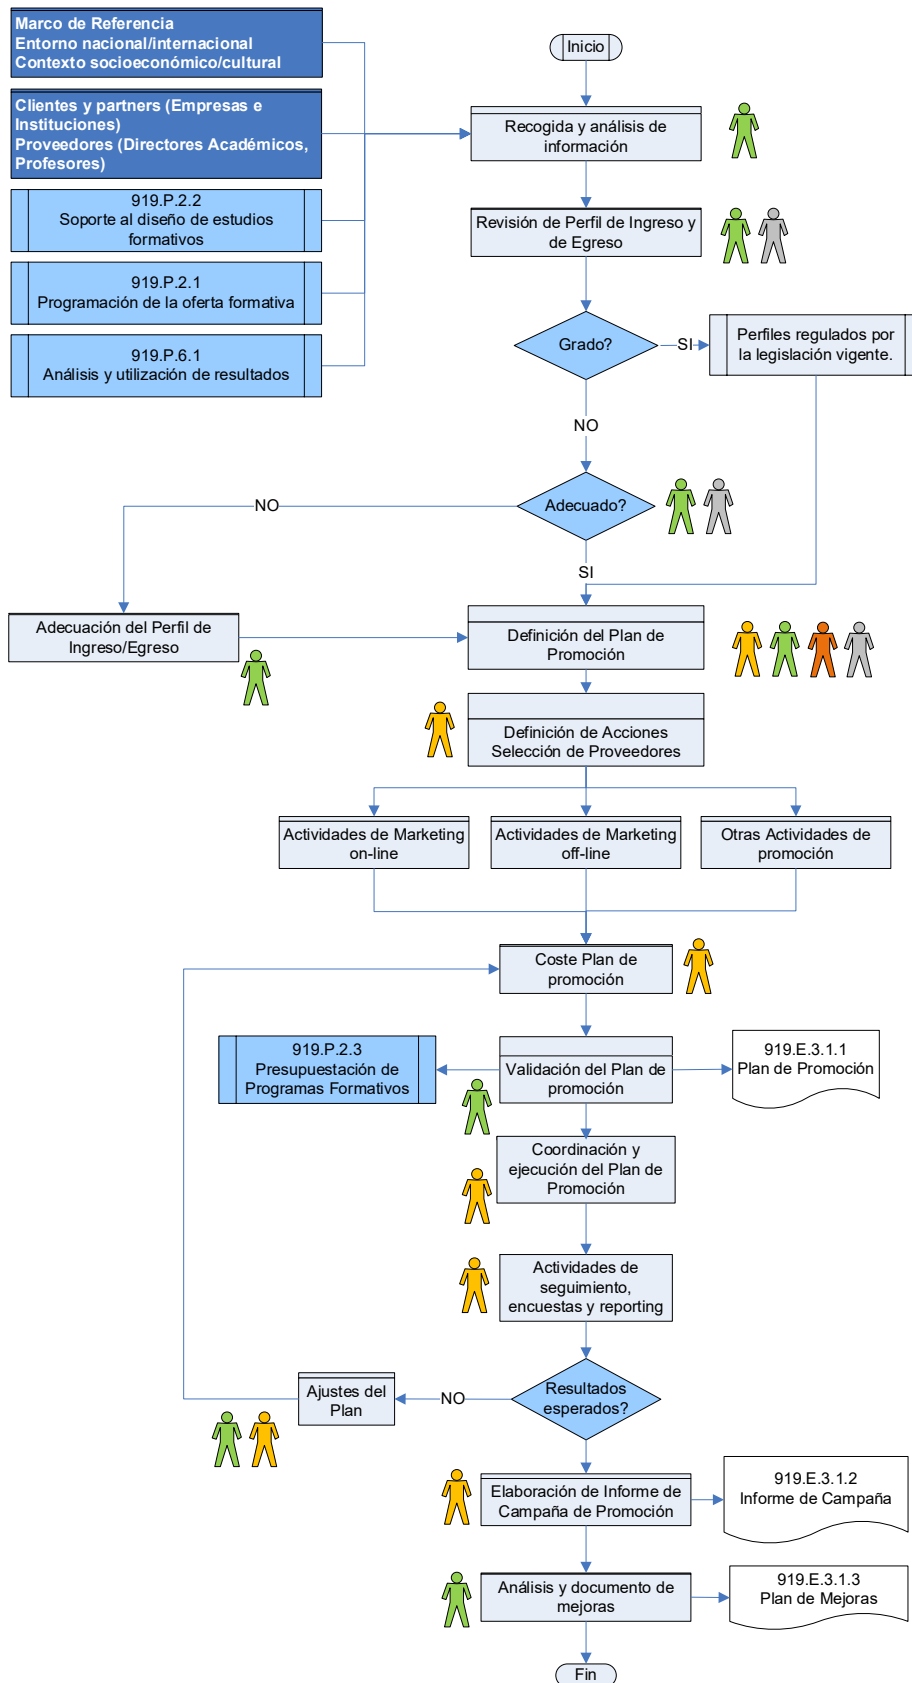 Marco de Referencia
Entorno nacional/internacional
Contexto socioeconómico/cultural
Inicio
Clientes y partners (Empresas e
Instituciones)
Proveedores (Directores Académicos,
Profesores)
Recogida y análisis de
información
919.P.2.2
Soporte al diseño de estudios
formativos
Revisión de Perfil de Ingreso y
de Egreso
919.P.2.1
Programación de la oferta formativa
919.P.6.1
Análisis y utilización de resultados
Grado?
SI
Perfiles regulados por
la legislación vigente.
NO
Adecuado?
NO
SI
Adecuación del Perfil de
Ingreso/Egreso
Definición del Plan de
Promoción
Definición de Acciones
Selección de Proveedores
Actividades de Marketing
on-line
Actividades de Marketing
off-line
Otras Actividades de
promoción
Coste Plan de
promoción
919.P.2.3
Presupuestación de
Programas Formativos
Validación del Plan de
promoción
919.E.3.1.1
Plan de Promoción
Coordinación y
ejecución del Plan de
Promoción
Actividades de
seguimiento,
encuestas y reporting
Resultados
esperados?
NO
Ajustes del
Plan
Elaboración de Informe de
Campaña de Promoción
919.E.3.1.2
Informe de Campaña
Análisis y documento de
mejoras
919.E.3.1.3
Plan de Mejoras
Fin